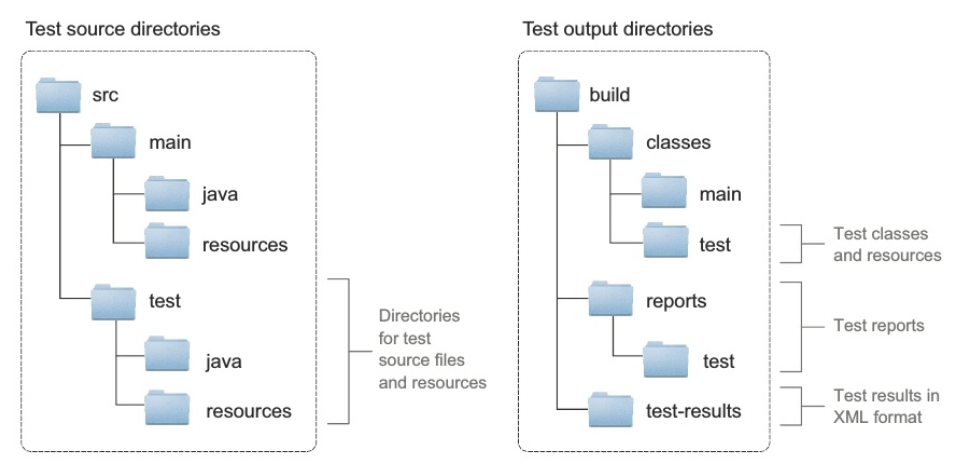 Test source directories
src
main
java
resources
test
java
resources
Directories
for test
source files
and resources
Test output directories
build
classes
main
test
Test classes
and resources
reports
Test reports
test
test-results
Test results in
XML format